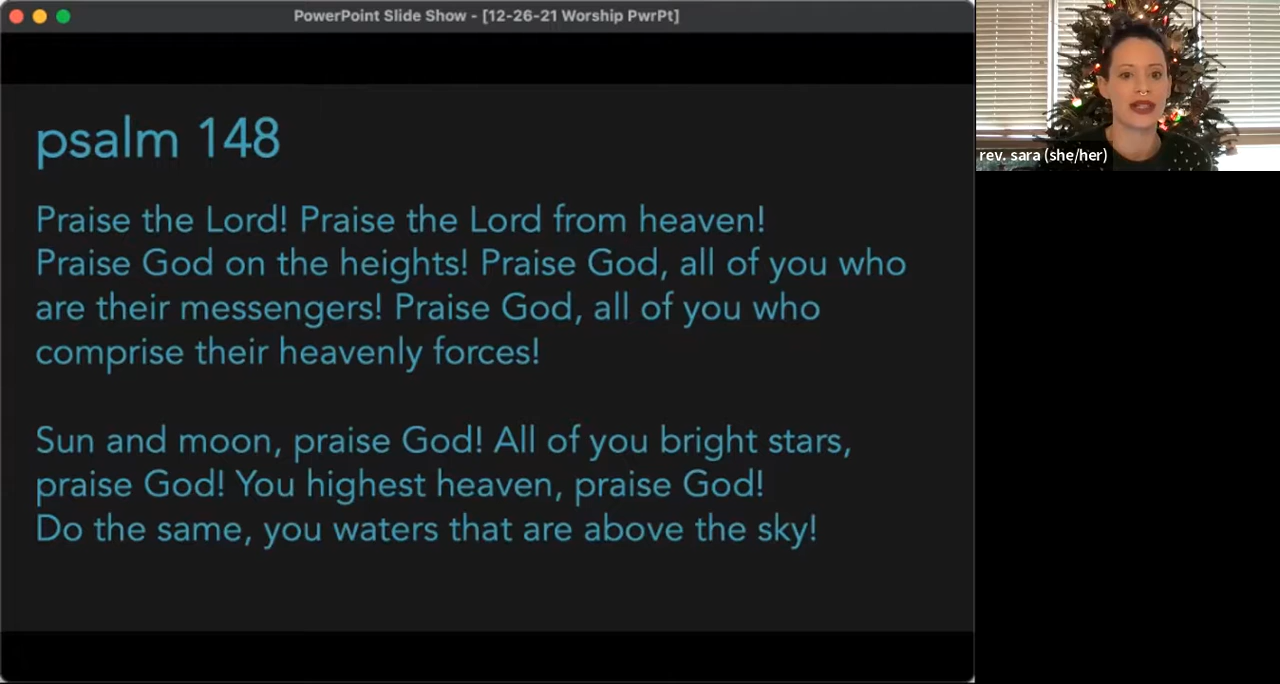 PowerPoint Slide Show - [12-26-21 Worship PwrPt]
psalm 148
Praise the Lord! Praise the Lord from heaven!
Praise God on the heights! Praise God, all of you who
are their messengers! Praise God, all of you who
comprise their heavenly forces!
Sun and moon, praise God! All of you bright stars,
praise God! You highest heaven, praise God!
Do the same, you waters that are above the sky!
rev. sara (she/her)